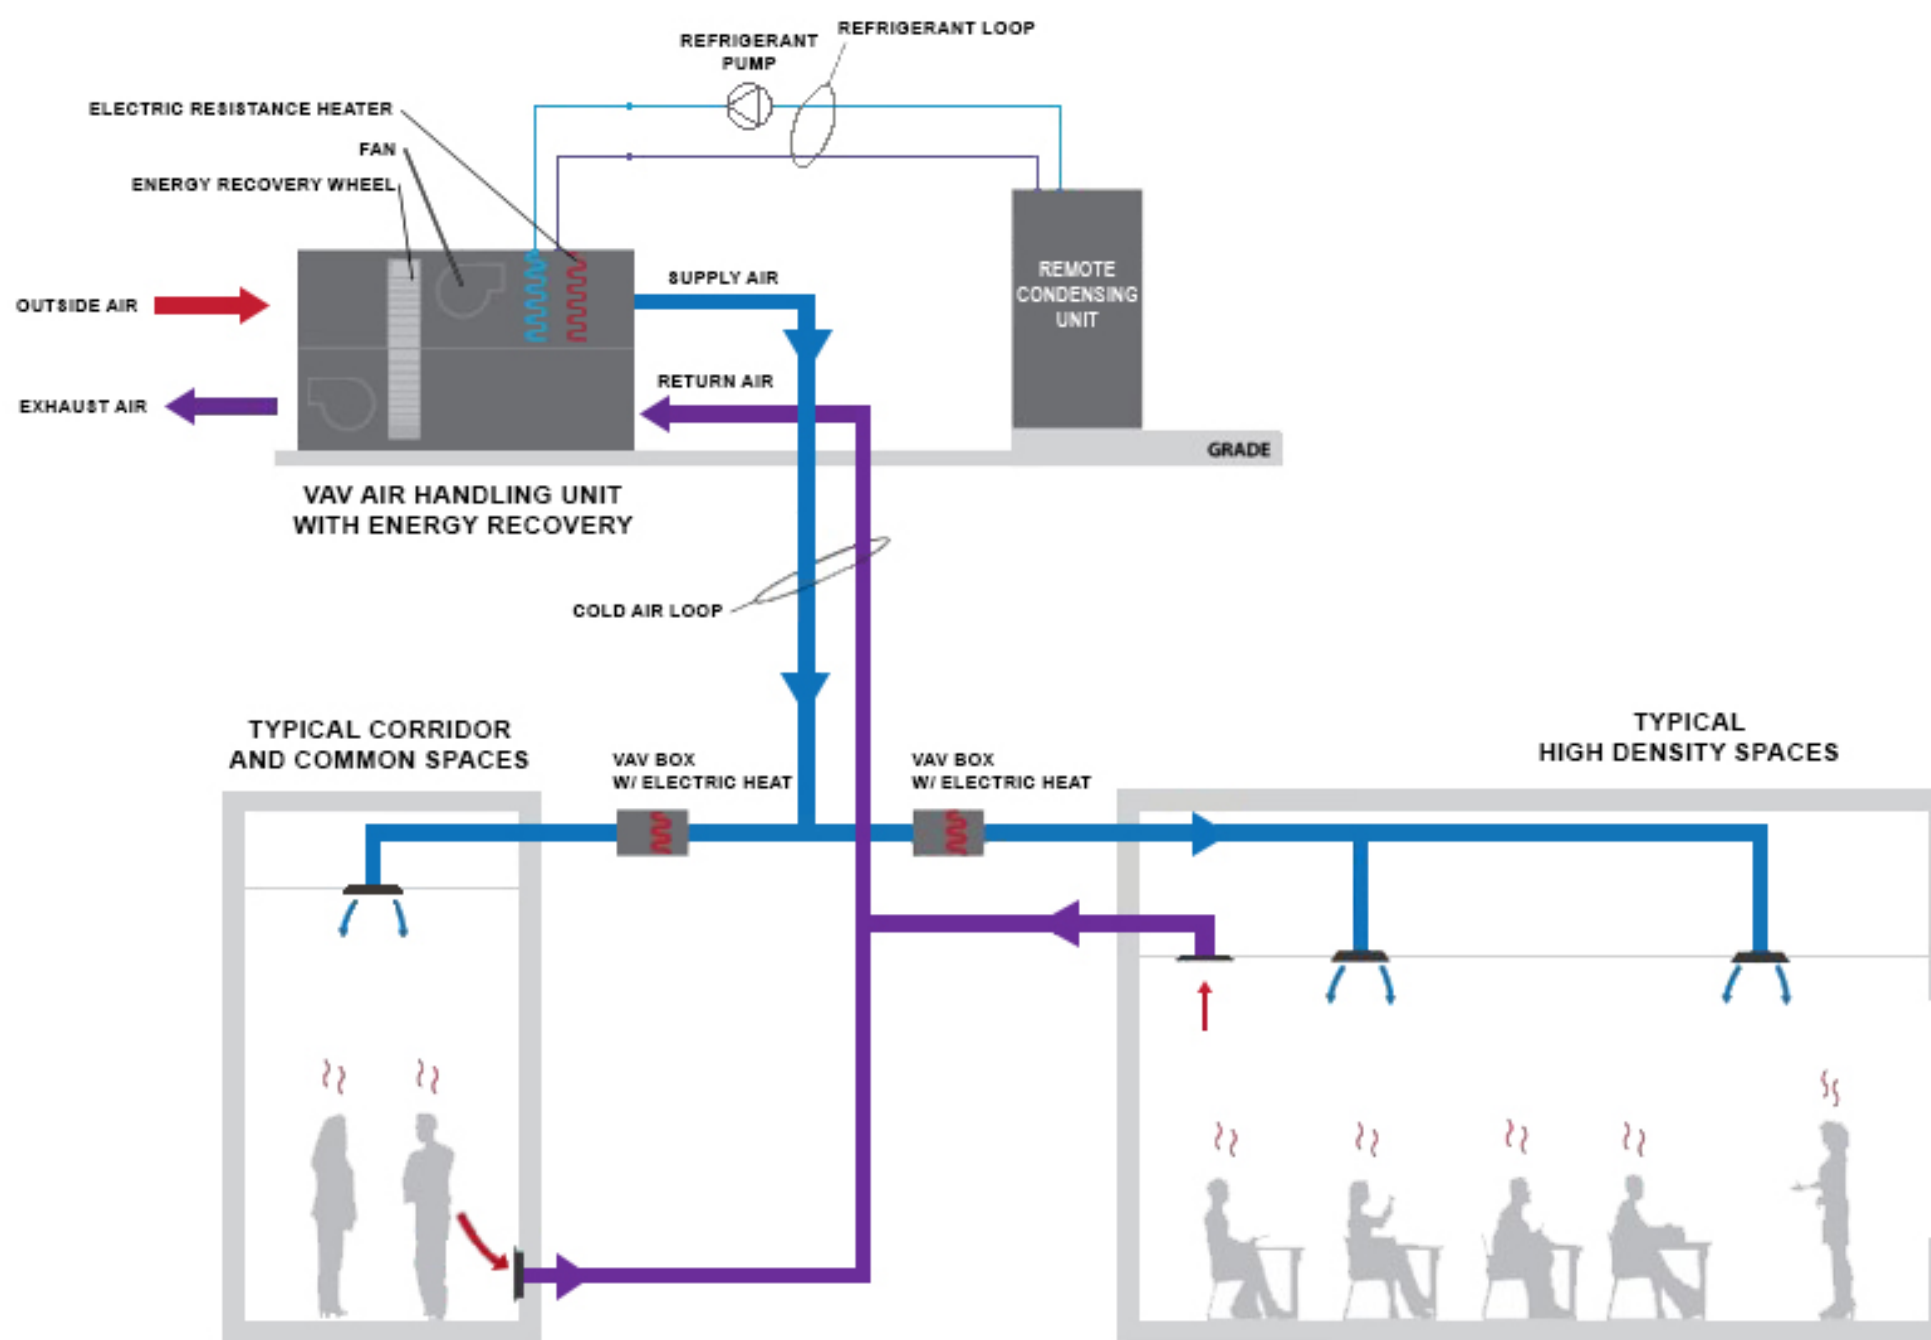 REFRIGERANT LOOP
REFRIGERANT
PUMP
ELECTRIC RESISTANCE HEATER
FAN
ENERGY RECOVERY WHEEL
OUTSIDE AIR
SUPPLY AIR
REMOTE
CONDENSING
UNIT
EXHAUST AIR
RETURN AIR
GRADE
VAV AIR HANDLING UNIT
WITH ENERGY RECOVERY
COLD AIR LOOP
TYPICAL CORRIDOR
AND COMMON SPACES
VAV BOX
W/ ELECTRIC HEAT
VAV BOX
W/ ELECTRIC HEAT
TYPICAL
HIGH DENSITY SPACES